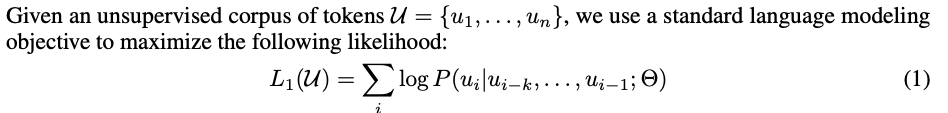 Given an unsupervised corpus of tokens 𝒰 = {u₁, . . . , uₙ}, we use a standard language modeling
objective to maximize the following likelihood:
L₁(𝒰) = ∑ᵢ log P(uᵢ|uᵢ₋ₖ, . . . , uᵢ₋₁; Θ) (1)